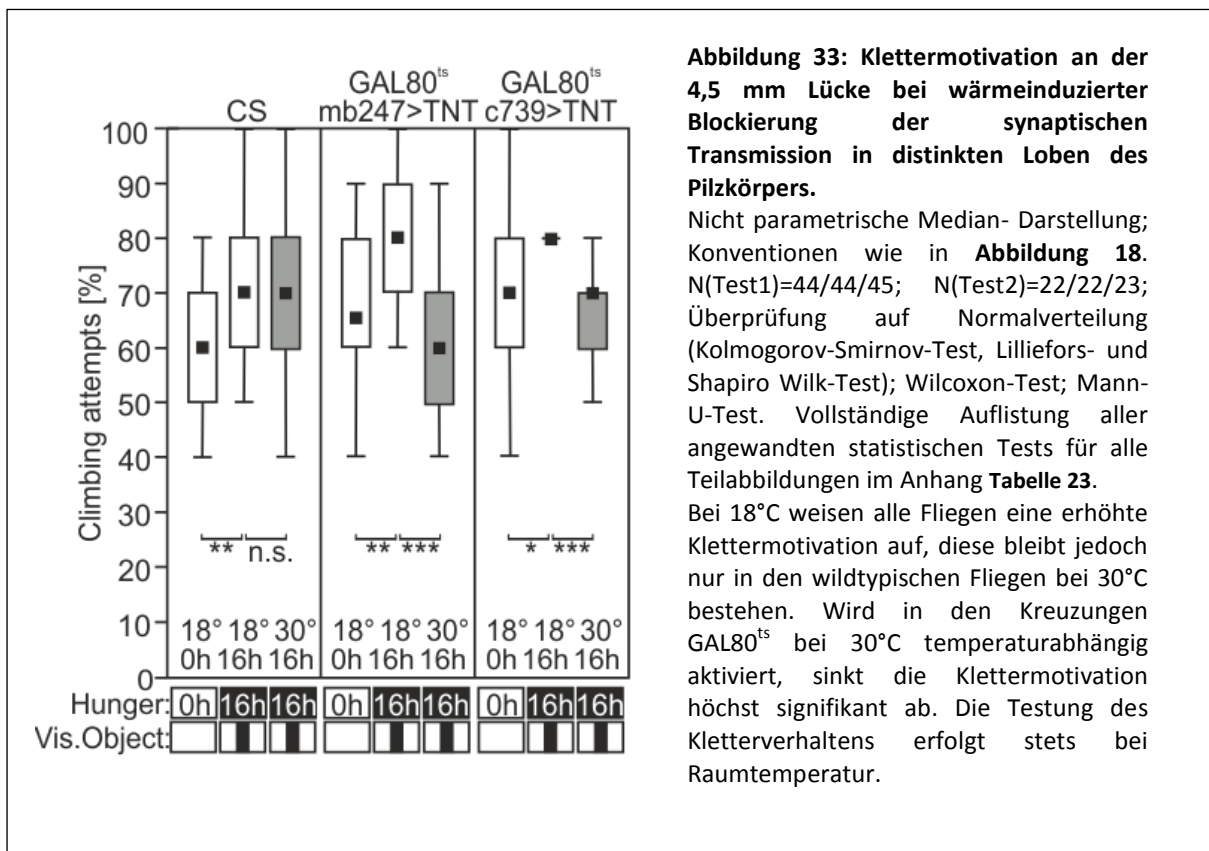 GAL80ts GAL80ts
CS mb247>TNT c739>TNT
100
90
80
70
60
50
40
30
20
10
0
Climbing attempts [%]
** n.s. ** *** * ***
18° 18° 30° 18° 18° 30° 18° 18° 30°
0h 16h 16h 0h 16h 16h 0h 16h 16h
Hunger: 0h 16h 16h 0h 16h 16h 0h 16h 16h
Vis.Object:
Abbildung 33: Klettermotivation an der
4,5 mm Lücke bei wärmeinduzierter
Blockierung der synaptischen
Transmission in distinkten Loben des
Pilzkörpers.
Nicht parametrische Median- Darstellung;
Konventionen wie in Abbildung 18.
N(Test1)=44/44/45; N(Test2)=22/22/23;
Überprüfung auf Normalverteilung
(Kolmogorov-Smirnov-Test, Lilliefors- und
Shapiro Wilk-Test); Wilcoxon-Test; Mann-
U-Test. Vollständige Auflistung aller
angewandten statistischen Tests für alle
Teilabbildungen im Anhang Tabelle 23.
Bei 18°C weisen alle Fliegen eine erhöhte
Klettermotivation auf, diese bleibt jedoch
nur in den wildtypischen Fliegen bei 30°C
bestehen. Wird in den Kreuzungen
GAL80ts bei 30°C temperaturabhängig
aktiviert, sinkt die Klettermotivation
höchst signifikant ab. Die Testung des
Kletterverhaltens erfolgt stets bei
Raumtemperatur.